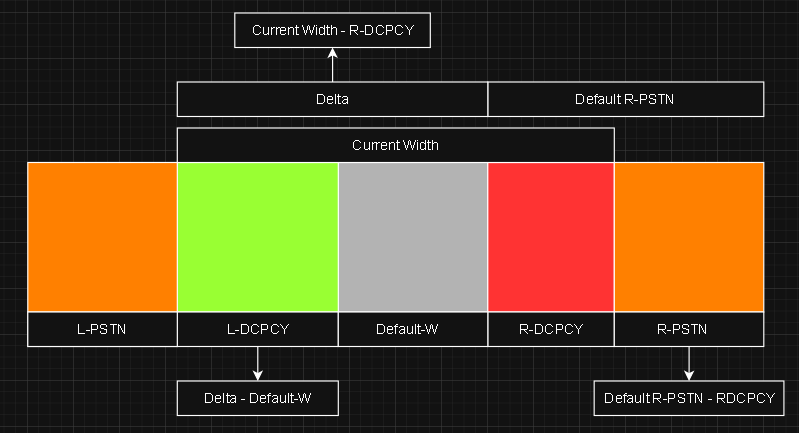 Current Width - R-DCPCY
Delta
Default R-PSTN
Current Width
L-PSTN
L-DCPCY
Default-W
R-DCPCY
R-PSTN
Delta - Default-W
Default R-PSTN - RDCPCY